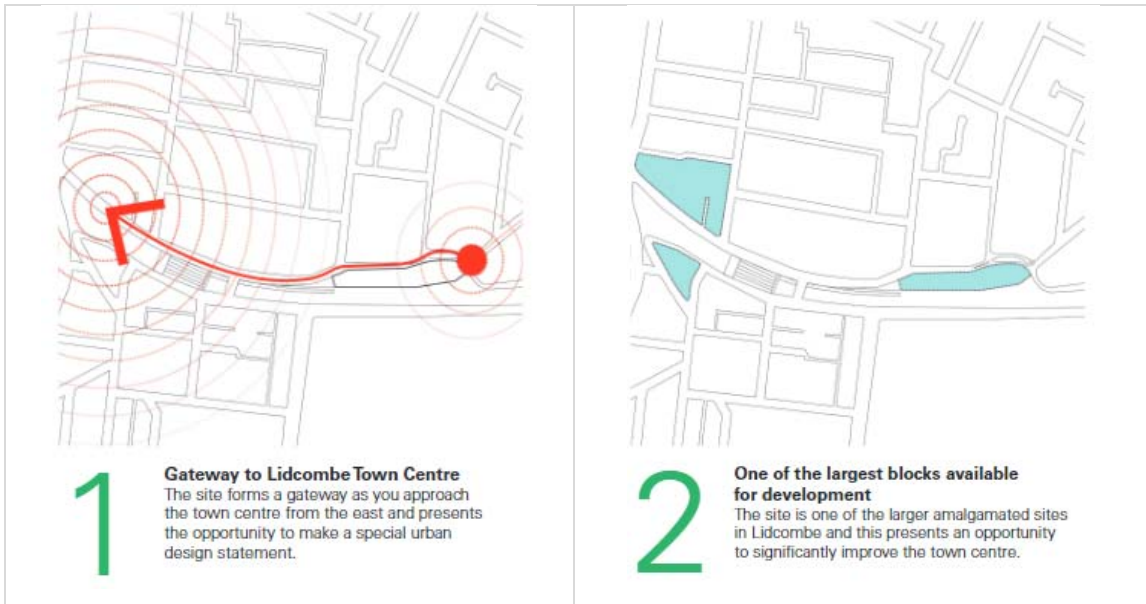 1
Gateway to Lidcombe Town Centre
The site forms a gateway as you approach
the town centre from the east and presents
the opportunity to make a special urban
design statement.
2
One of the largest blocks available
for development
The site is one of the larger amalgamated sites
in Lidcombe and this presents an opportunity
to significantly improve the town centre.